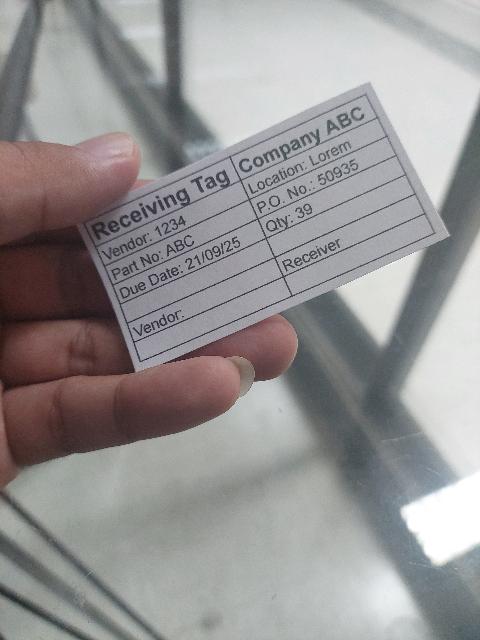 Receiving Tag Company ABC
Vendor: 1234 Location: Lorem
Part No: ABC P.O. No.: 50935
Due Date: 21/09/25 Qty: 39
Vendor: Receiver